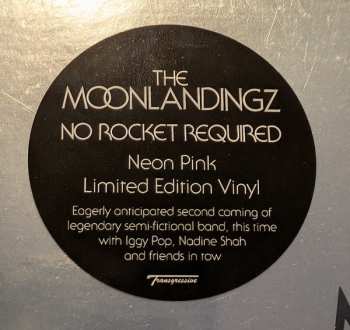 THE
MOONLANDINGZ
NO ROCKET REQUIRED
Neon Pink
Limited Edition Vinyl
Eagerly anticipated second coming of
legendary semi-fictional band, this time
with Iggy Pop, Nadine Shah
and friends in tow
Transgressive